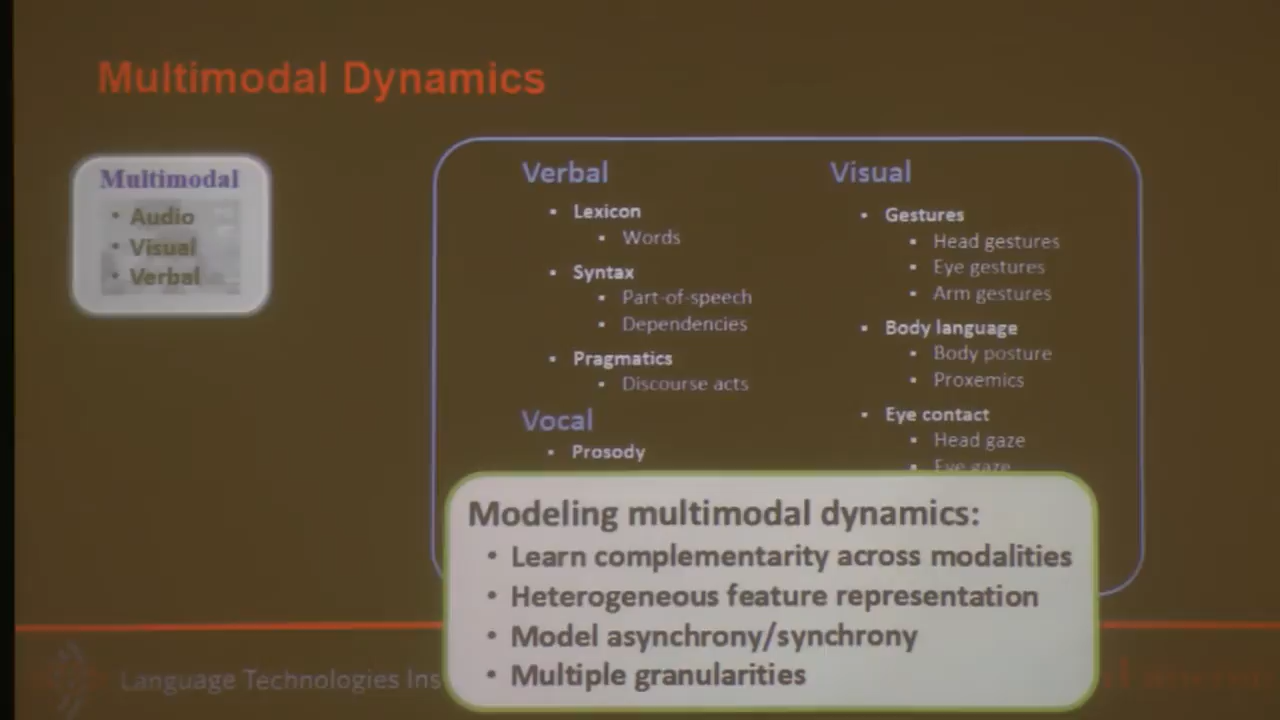 Multimodal Dynamics
Multimodal
• Audio
• Visual
• Verbal
Verbal
▪ Lexicon
▪ Words
▪ Syntax
▪ Part-of-speech
▪ Dependencies
▪ Pragmatics
▪ Discourse acts
Vocal
▪ Prosody
Visual
▪ Gestures
▪ Head gestures
▪ Eye gestures
▪ Arm gestures
▪ Body language
▪ Body posture
▪ Proxemics
▪ Eye contact
▪ Head gaze
▪ Eye gaze
Modeling multimodal dynamics:
• Learn complementarity across modalities
• Heterogeneous feature representation
• Model asynchrony/synchrony
• Multiple granularities
Language Technologies Ins